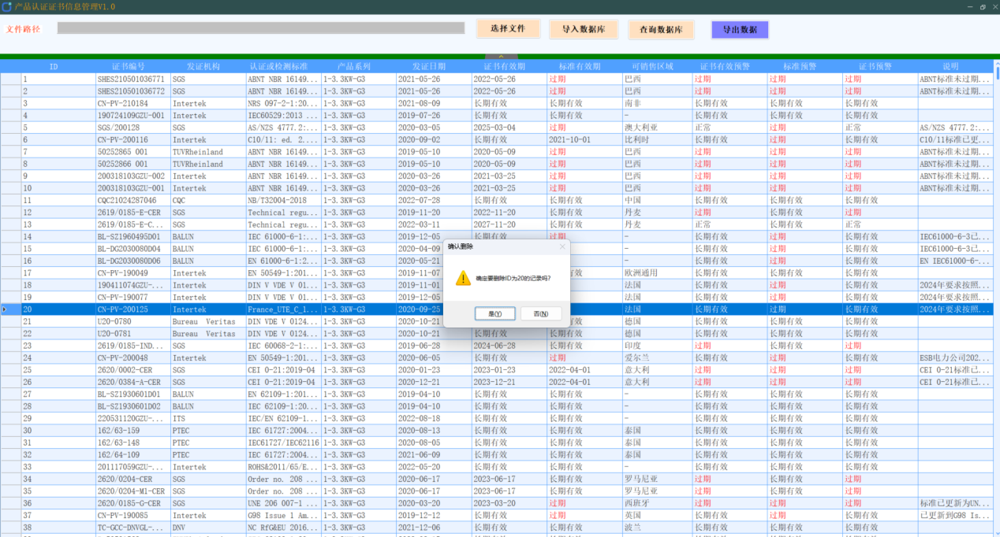 产品认证证书信息管理V1.0
文件路径 选择文件 导入数据库 查询数据库 导出数据
ID 证书编号 发证机构 认证或检测标准 产品系列 发证日期 证书有效期 标准有效期 可销售区域 证书有效预警 标准预警 证书预警 说明
1 SHES210501036771 SGS ABNT NBR 16149... 1-3.3KW-G3 2021-05-26 2022-05-26 过期 巴西 过期 过期 过期 ABNT标准未过期...
2 SHES210501036772 SGS ABNT NBR 16149... 1-3.3KW-G3 2021-05-26 2022-05-26 过期 巴西 过期 过期 过期 ABNT标准未过期...
3 CN-PV-210184 Intertek NRS 097-2-1:20... 1-3.3KW-G3 2021-08-09 长期有效 长期有效 南非 长期有效 长期有效 长期有效
4 190724109GZU-001 Intertek IEC60529:2013 ... 1-3.3KW-G3 2019-07-26 长期有效 长期有效 - 长期有效 长期有效 长期有效
5 SGS/200128 SGS AS/NZS 4777.2:... 1-3.3KW-G3 2020-03-05 2025-03-04 过期 澳大利亚 正常 过期 正常 AS/NZS 4777.2:...
6 CN-PV-200116 Intertek C10/11: ed. 2.... 1-3.3KW-G3 2020-09-02 长期有效 2021-10-01 比利时 长期有效 过期 长期有效 C10/11标准已更...
7 50252865 001 TUVRheinland ABNT NBR 16149... 1-3.3KW-G3 2019-05-10 2020-05-09 过期 巴西 过期 过期 过期 ABNT标准未过期...
8 50252866 001 TUVRheinland ABNT NBR 16149... 1-3.3KW-G3 2019-05-10 2020-05-09 过期 巴西 过期 过期 过期 ABNT标准未过期...
9 200318103GZU-002 Intertek ABNT NBR 16149... 1-3.3KW-G3 2020-03-26 2021-03-25 过期 巴西 过期 过期 过期 ABNT标准未过期...
10 200318103GZU-001 Intertek ABNT NBR 16149... 1-3.3KW-G3 2020-03-26 2021-03-25 过期 巴西 过期 过期 过期 ABNT标准未过期...
11 CQC21024287046 CQC NB/T32004-2018 1-3.3KW-G3 2022-07-28 长期有效 长期有效 中国 长期有效 长期有效 长期有效
12 2619/0185-E-CER SGS Technical regu... 1-3.3KW-G3 2019-11-20 2022-11-20 长期有效 丹麦 过期 长期有效 过期
13 2619/0185-E-C... SGS Technical regu... 1-3.3KW-G3 2022-03-11 2027-11-20 长期有效 丹麦 正常 长期有效 正常
14 BL-SZ1960495D01 BALUN IEC 61000-6-1:... 1-3.3KW-G3 2019-12-05 长期有效 过期 - 长期有效 过期 长期有效 IEC61000-6-3已...
15 BL-DG2030080D04 BALUN IEC 61000-6-1:... 1-3.3KW-G3 2020-04-09 - 长期有效 过期 长期有效 IEC61000-6-3已...
16 BL-DG2030080D06 BALUN EN 61000-6-1:2... 1-3.3KW-G3 2020-05-21 - 长期有效 过期 长期有效 EN IEC61000-6-...
17 CN-PV-190049 Intertek EN 50549-1:201... 1-3.3KW-G3 2019-11-07 有效 欧洲通用 长期有效 长期有效 长期有效
18 190411074GZU-... Intertek DIN V VDE V 01... 1-3.3KW-G3 2019-11-01 法国 长期有效 过期 长期有效 2024年要求按照...
19 CN-PV-190077 Intertek DIN V VDE V 01... 1-3.3KW-G3 2019-12-05 法国 长期有效 过期 长期有效 2024年要求按照...
20 CN-PV-200125 Intertek France_UTE_C_1... 1-3.3KW-G3 2020-09-25 法国 长期有效 过期 长期有效 2024年要求按照...
21 U20-0780 Bureau Veritas DIN VDE V 0124... 1-3.3KW-G3 2020-10-21 有效 德国 长期有效 长期有效 长期有效
22 U20-0781 Bureau Veritas DIN VDE V 0124... 1-3.3KW-G3 2020-10-21 长期有效 长期有效 德国 长期有效 长期有效 长期有效
23 2619/0185-IND... SGS IEC 60068-2-1:... 1-3.3KW-G3 2019-06-28 2024-06-28 长期有效 印度 过期 长期有效 过期
24 CN-PV-200048 Intertek EN 50549-1:201... 1-3.3KW-G3 2020-06-05 长期有效 过期 爱尔兰 长期有效 过期 长期有效 ESB电力公司202...
25 2620/0002-CER SGS CEI 0-21:2019-04 1-3.3KW-G3 2020-01-23 2023-01-23 2022-04-01 意大利 过期 过期 过期 CEI 0-21标准已...
26 2620/0384-A-CER SGS CEI 0-21:2019-04 1-3.3KW-G3 2020-12-21 2023-12-21 2022-04-01 意大利 过期 过期 过期 CEI 0-21标准已...
27 BL-SZ1930601D01 BALUN EN 62109-1:201... 1-3.3KW-G3 2019-04-10 长期有效 长期有效 - 长期有效 长期有效 长期有效
28 BL-SZ1930601D02 BALUN IEC 62109-1:20... 1-3.3KW-G3 2019-04-10 长期有效 长期有效 - 长期有效 长期有效 长期有效
29 220531120GZU-... ITS IEC/EN 62109-1... 1-3.3KW-G3 2022-08-18 长期有效 长期有效 - 长期有效 长期有效 长期有效
30 162/63-159 PTEC IEC 61727:2004... 1-3.3KW-G3 2020-08-13 长期有效 长期有效 泰国 长期有效 长期有效 长期有效
31 162/63-148 PTEC IEC61727/IEC62116 1-3.3KW-G3 2020-08-05 长期有效 长期有效 泰国 长期有效 长期有效 长期有效
32 162/64-109 PTEC IEC 61727:2004... 1-3.3KW-G3 2021-06-09 长期有效 长期有效 泰国 长期有效 长期有效 长期有效
33 201117059GZU-... Intertek ROHS&2011/65/E... 1-3.3KW-G3 2022-05-20 长期有效 长期有效 - 长期有效 长期有效 长期有效
34 2620/0204-CER SGS Order no. 208 ... 1-3.3KW-G3 2020-06-17 2023-06-17 长期有效 罗马尼亚 过期 长期有效 过期
35 2620/0204-M1-CER SGS Order no. 208 ... 1-3.3KW-G3 2020-06-17 2023-06-17 长期有效 罗马尼亚 过期 长期有效 过期
36 2620/0185-G-CER SGS UNE 206 007-1 ... 1-3.3KW-G3 2020-03-20 2023-03-20 过期 西班牙 过期 过期 过期 标准已更新为UN...
37 CN-PV-190085 Intertek G98 Issue 1 Am... 1-3.3KW-G3 2019-12-12 长期有效 过期 英国 长期有效 过期 长期有效 已更新到G98 Is...
38 TC-GCC-DNVGL-... DNV NC RfG&EU 2016... 1-3.3KW-G3 2021-12-06 长期有效 长期有效 波兰 长期有效 长期有效 长期有效
确认删除
确定要删除ID为20的记录吗?
是(Y) 否(N)